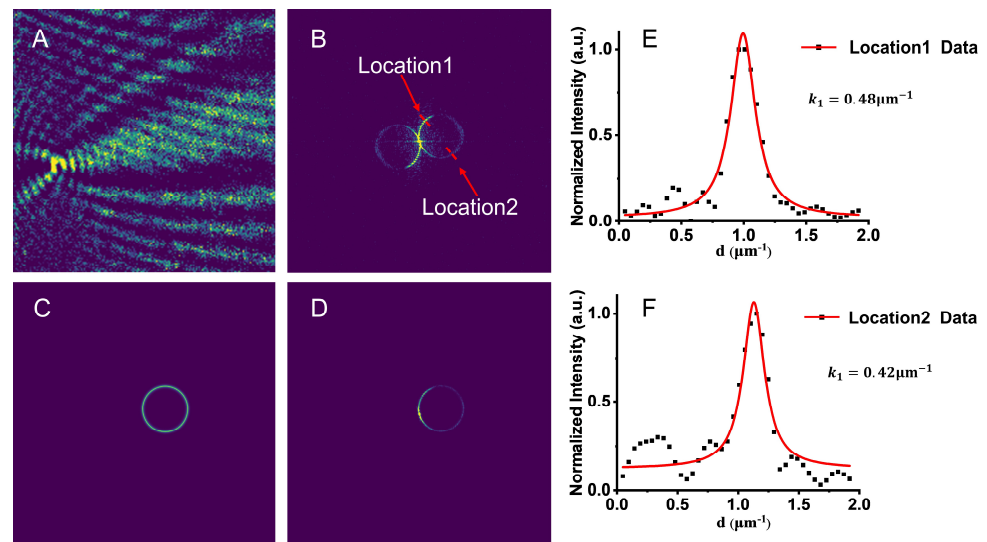 A
B
Location1
Location2
C
D
E
Location1 Data
k₁ = 0.48μm⁻¹
Normalized Intensity (a.u.)
1.0
0.5
0.0
0.0
0.5
1.0
1.5
2.0
d (μm⁻¹)
F
Location2 Data
k₁ = 0.42μm⁻¹
Normalized Intensity (a.u.)
1.0
0.5
0.0
0.0
0.5
1.0
1.5
2.0
d (μm⁻¹)